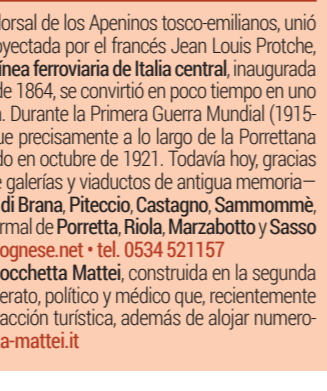 dorsal de los Apeninos tosco-emilianos, unió
oyectada por el francés Jean Louis Protche,
línea ferroviaria de Italia central, inaugurada
de 1864, se convirtió en poco tiempo en uno
. Durante la Primera Guerra Mundial (1915-
ue precisamente a lo largo de la Porrettana
do en octubre de 1921. Todavía hoy, gracias
e galerías y viaductos de antigua memoria—
di Brana, Piteccio, Castagno, Sammommè,
ermal de Porretta, Riola, Marzabotto y Sasso
ognese.net • tel. 0534 521157
occhetta Mattei, construida en la segunda
erato, político y médico que, recientemente
acción turística, además de alojar numero-
a-mattei.it